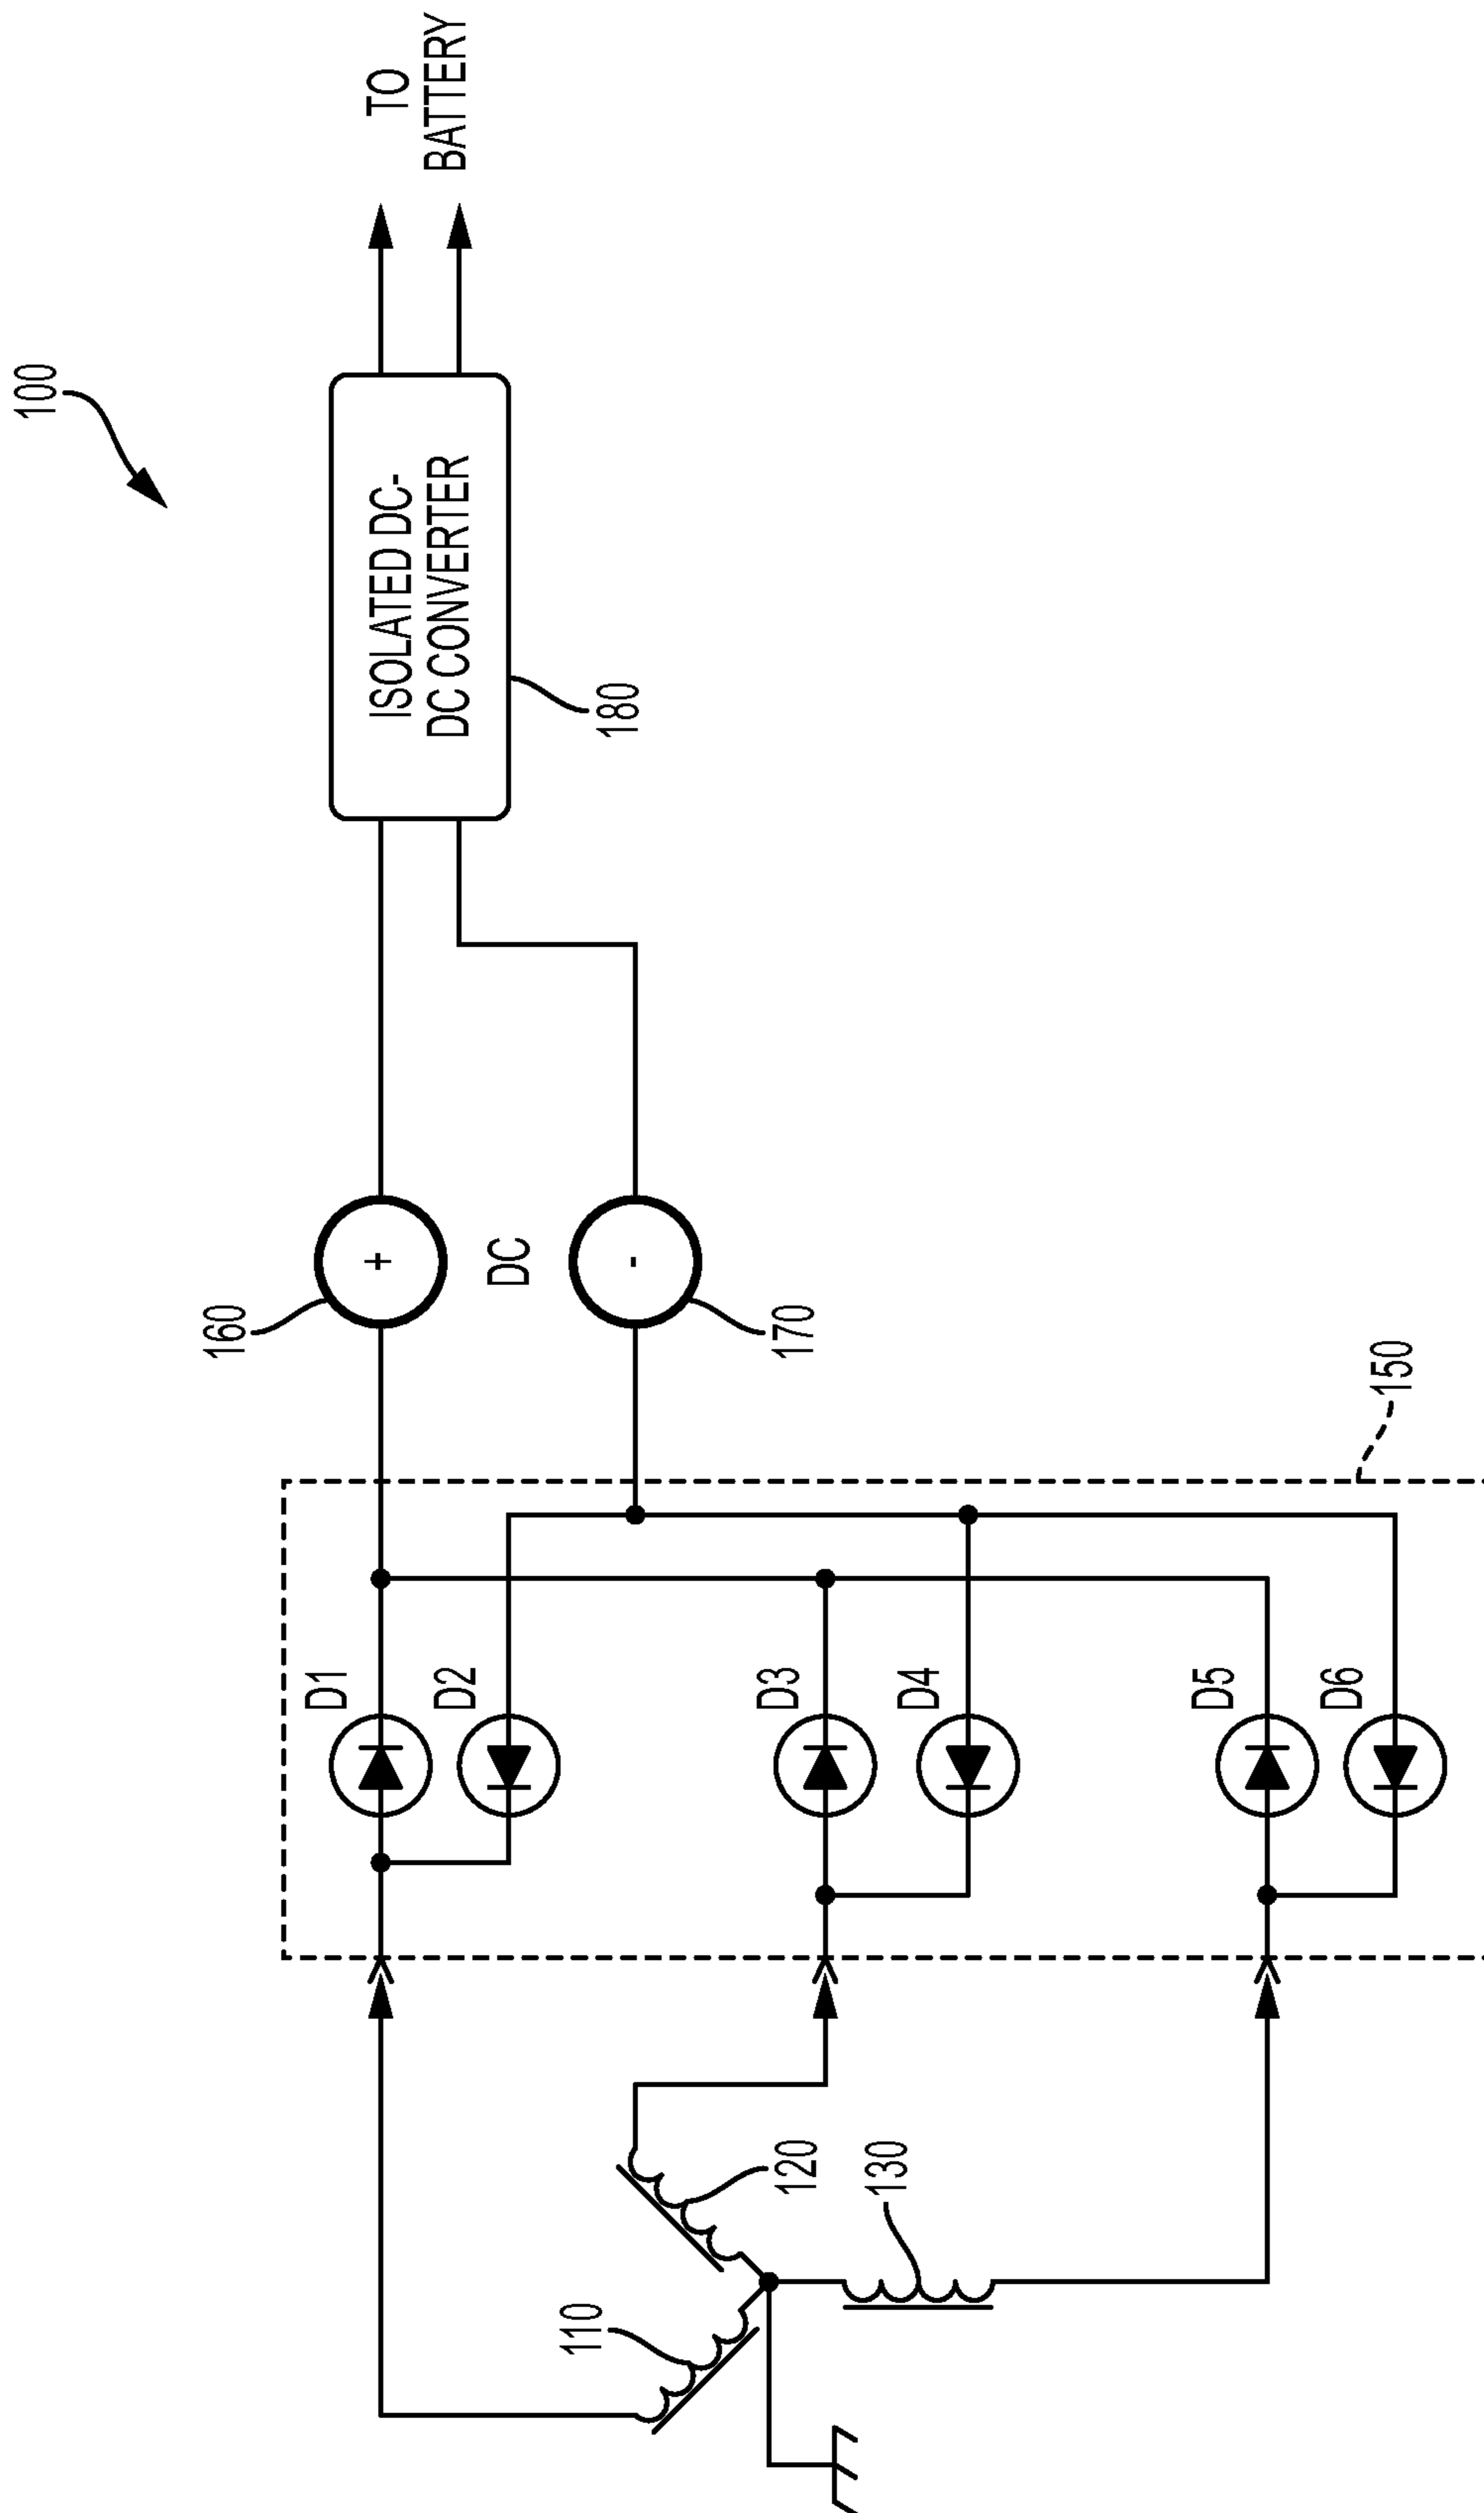 100
TO
BATTERY
ISOLATED DC-
DC CONVERTER
180
160
+
DC
-
170
150
D1
D2
D3
D4
D5
D6
110
120
130